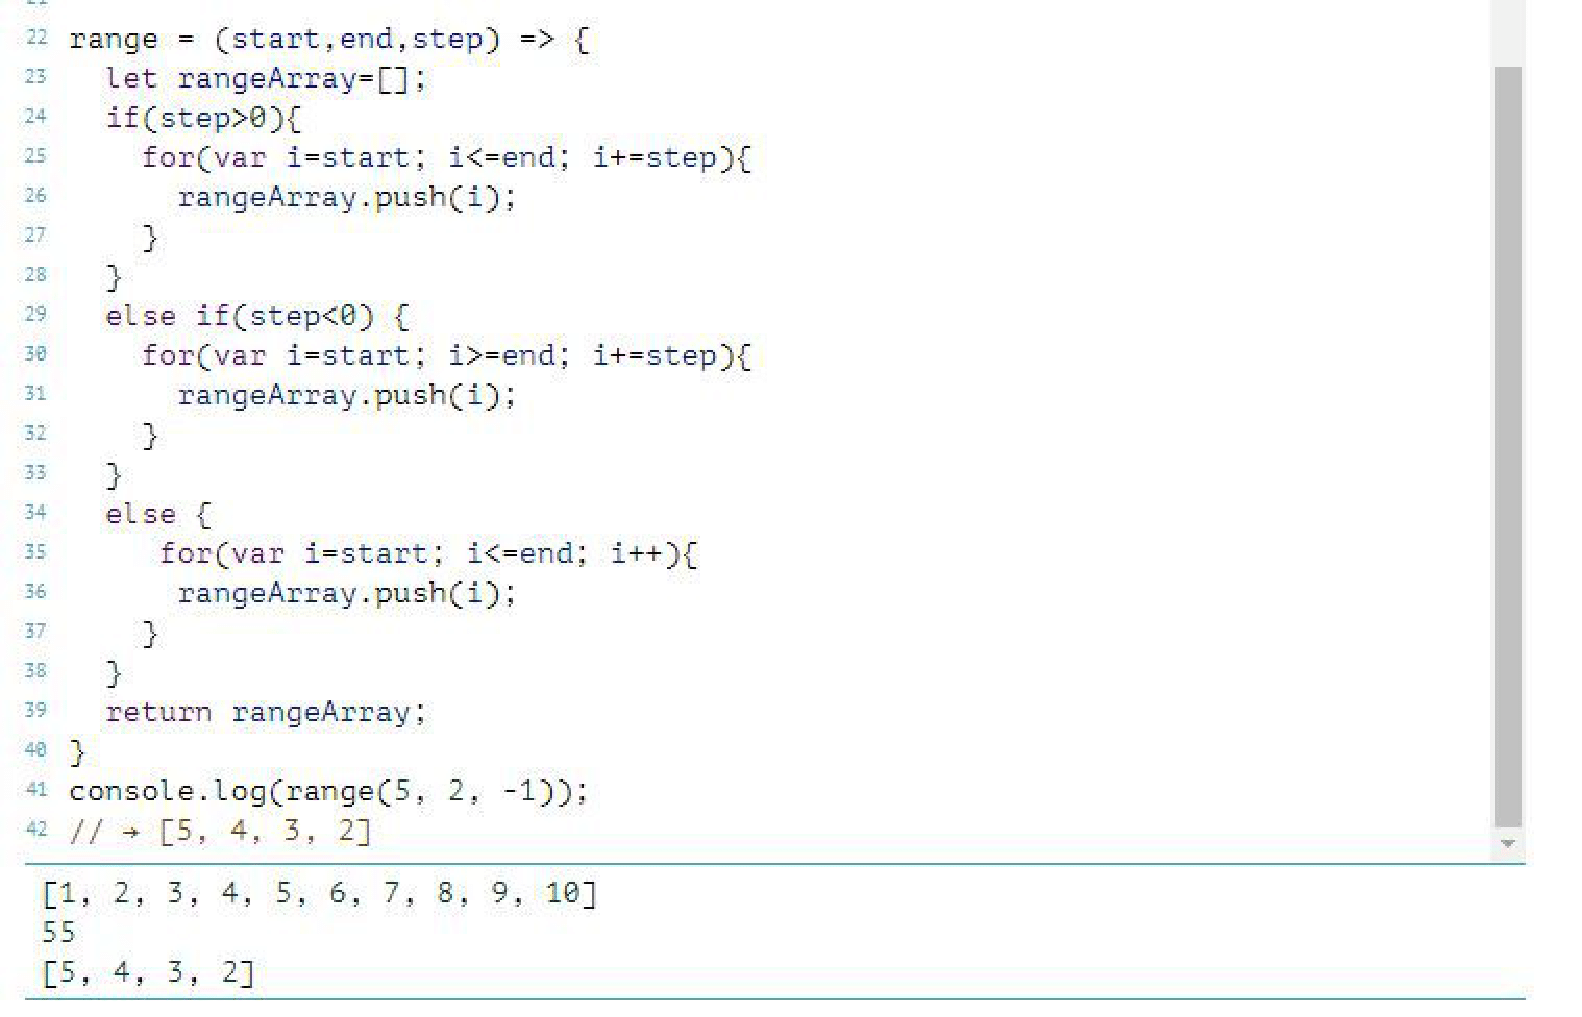 22 range = (start,end,step) => {
23 let rangeArray=[];
24 if(step>0){
25 for(var i=start; i<=end; i+=step){
26 rangeArray.push(i);
27 }
28 }
29 else if(step<0) {
30 for(var i=start; i>=end; i+=step){
31 rangeArray.push(i);
32 }
33 }
34 else {
35 for(var i=start; i<=end; i++){
36 rangeArray.push(i);
37 }
38 }
39 return rangeArray;
40 }
41 console.log(range(5, 2, -1));
42 // → [5, 4, 3, 2]
[1, 2, 3, 4, 5, 6, 7, 8, 9, 10]
55
[5, 4, 3, 2]